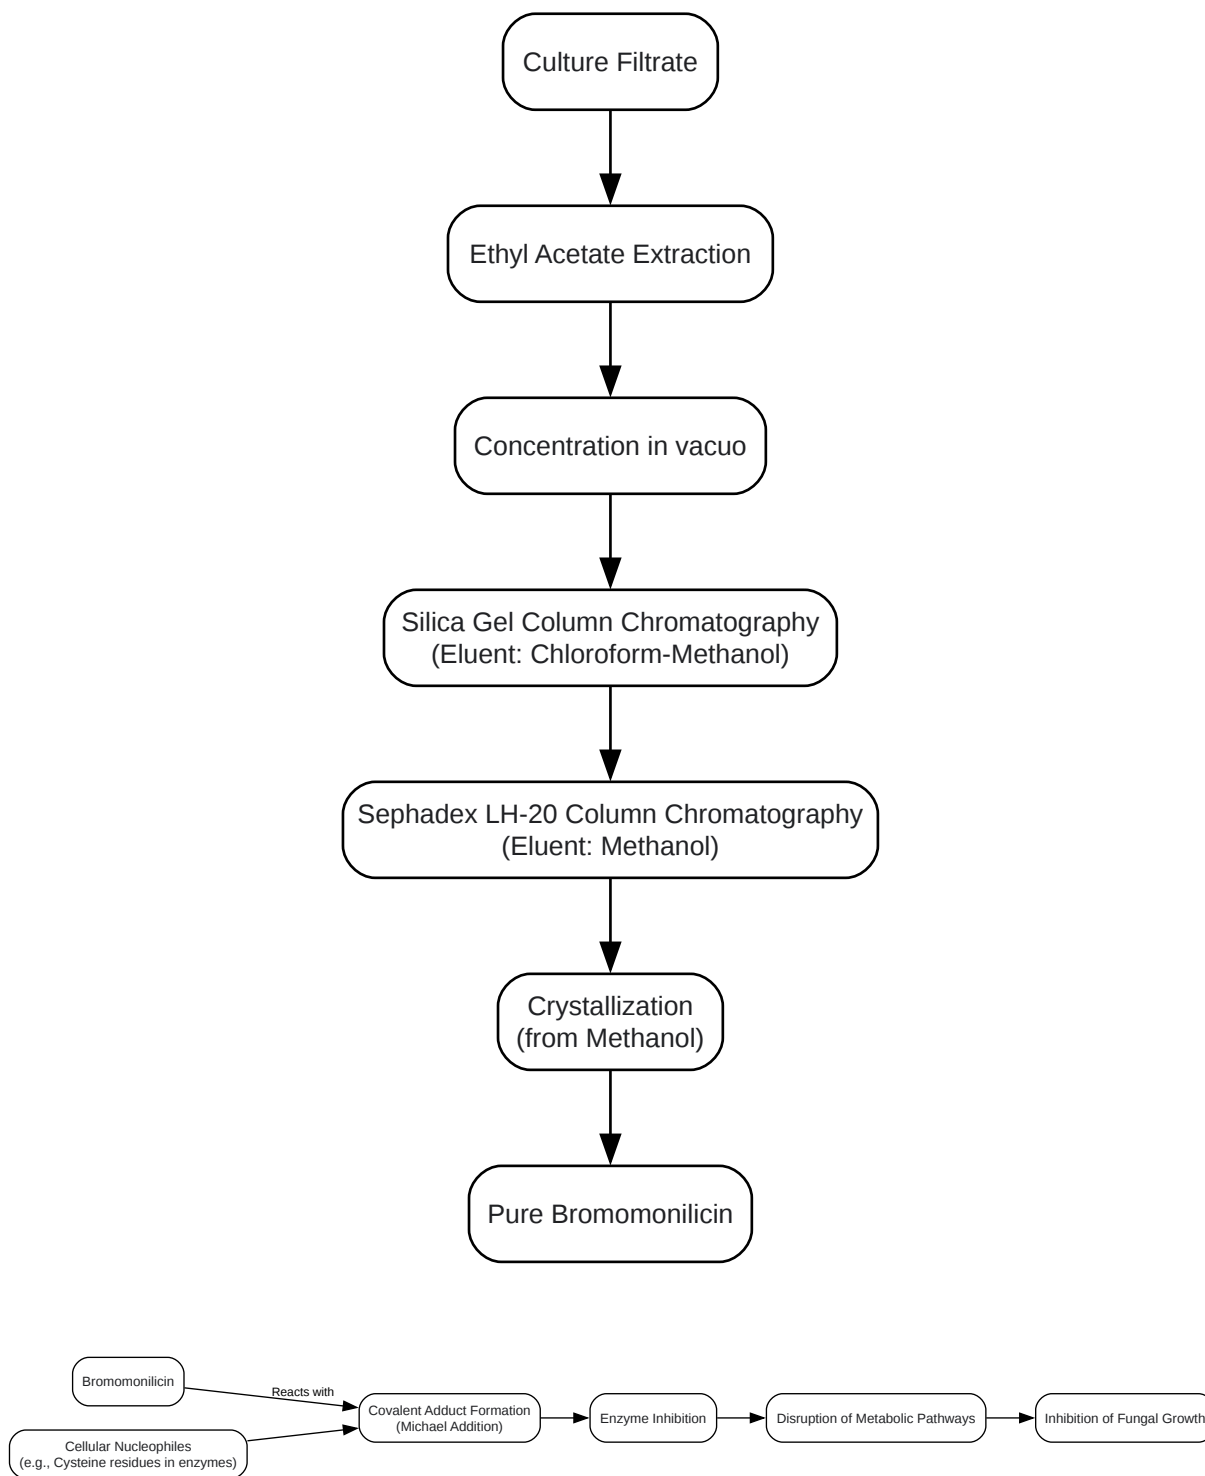 Culture Filtrate
Ethyl Acetate Extraction
Concentration in vacuo
Silica Gel Column Chromatography
(Eluent: Chloroform-Methanol)
Sephadex LH-20 Column Chromatography
(Eluent: Methanol)
Crystallization
(from Methanol)
Pure Bromomonilicin
Bromomonilicin
Reacts with
Cellular Nucleophiles
(e.g., Cysteine residues in enzymes)
Covalent Adduct Formation
(Michael Addition)
Enzyme Inhibition
Disruption of Metabolic Pathways
Inhibition of Fungal Growth